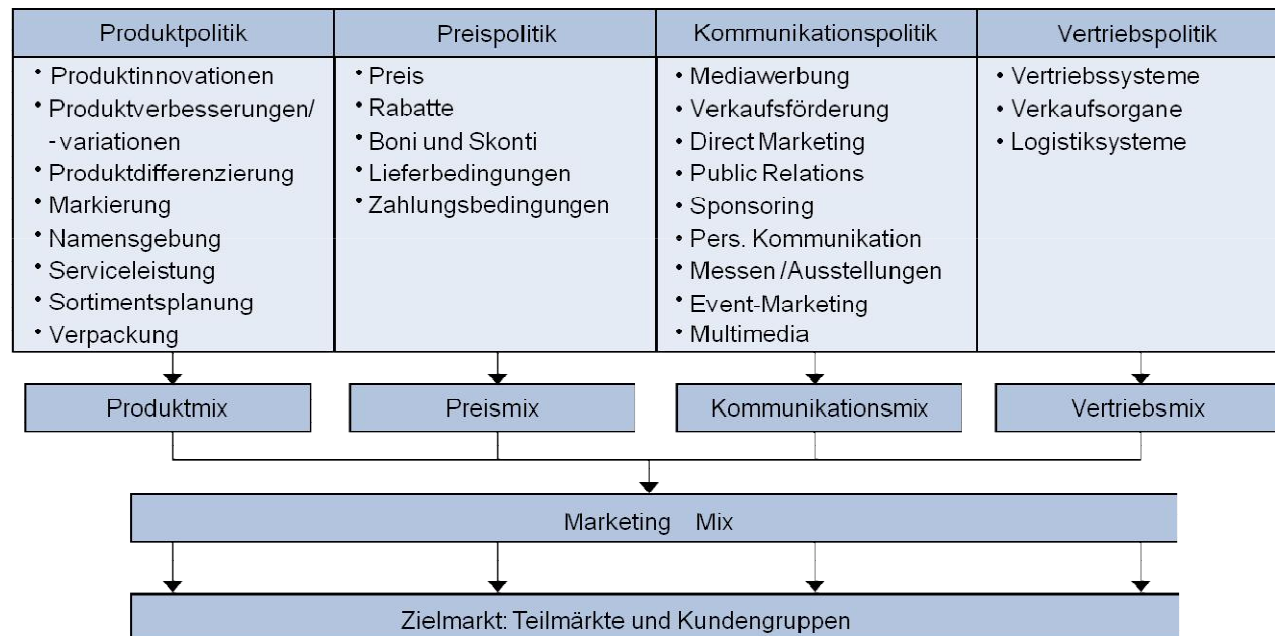 Produktpolitik
• Produktinnovationen
• Produktverbesserungen/
- variationen
• Produktdifferenzierung
• Markierung
• Namensgebung
• Serviceleistung
• Sortimentsplanung
• Verpackung
Preispolitik
• Preis
• Rabatte
• Boni und Skonti
• Lieferbedingungen
• Zahlungsbedingungen
Kommunikationspolitik
• Mediawerbung
• Verkaufsförderung
• Direct Marketing
• Public Relations
• Sponsoring
• Pers. Kommunikation
• Messen /Ausstellungen
• Event-Marketing
• Multimedia
Vertriebspolitik
• Vertriebssysteme
• Verkaufsorgane
• Logistiksysteme
Produktmix
Preismix
Kommunikationsmix
Vertriebsmix
Marketing Mix
Zielmarkt: Teilmärkte und Kundengruppen